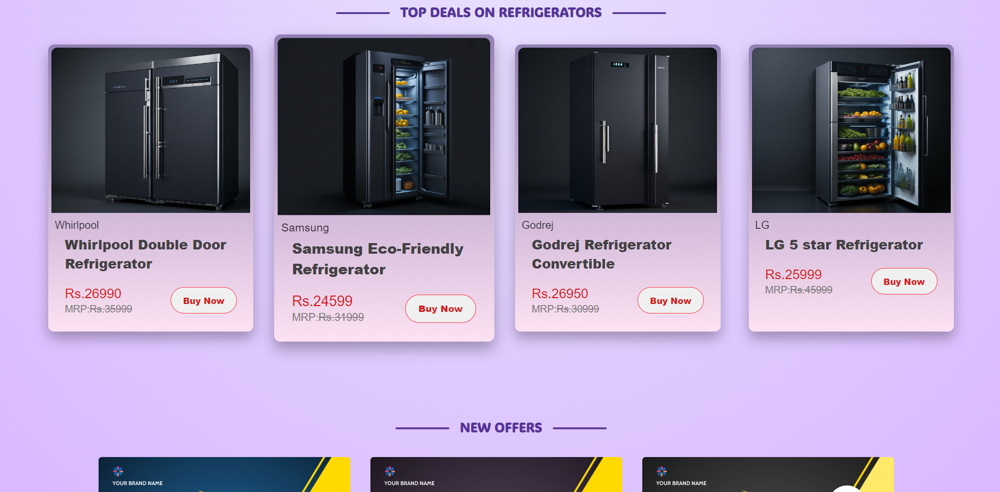 TOP DEALS ON REFRIGERATORS
Whirlpool
Whirlpool Double Door
Refrigerator
Rs.26990
MRP:Rs.35999
Buy Now
Samsung
Samsung Eco-Friendly
Refrigerator
Rs.24599
MRP:Rs.31999
Buy Now
Godrej
Godrej Refrigerator
Convertible
Rs.26950
MRP:Rs.30999
Buy Now
LG
LG 5 star Refrigerator
Rs.25999
MRP:Rs.45999
Buy Now
NEW OFFERS
YOUR BRAND NAME
YOUR BRAND NAME
YOUR BRAND NAME